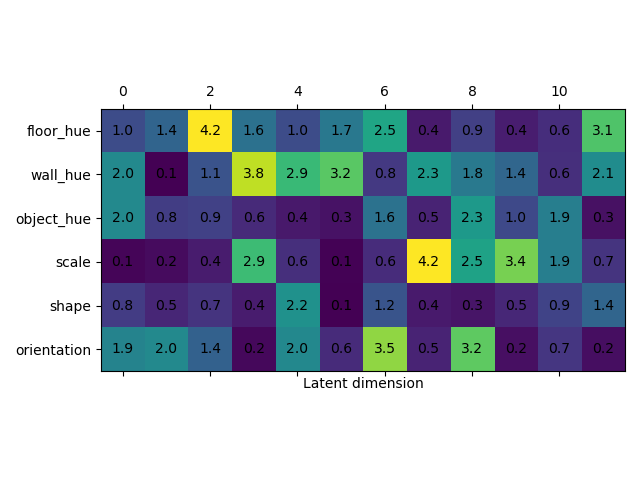 0 2 4 6 8 10
floor_hue 1.0 1.4 4.2 1.6 1.0 1.7 2.5 0.4 0.9 0.4 0.6 3.1
wall_hue 2.0 0.1 1.1 3.8 2.9 3.2 0.8 2.3 1.8 1.4 0.6 2.1
object_hue 2.0 0.8 0.9 0.6 0.4 0.3 1.6 0.5 2.3 1.0 1.9 0.3
scale 0.1 0.2 0.4 2.9 0.6 0.1 0.6 4.2 2.5 3.4 1.9 0.7
shape 0.8 0.5 0.7 0.4 2.2 0.1 1.2 0.4 0.3 0.5 0.9 1.4
orientation 1.9 2.0 1.4 0.2 2.0 0.6 3.5 0.5 3.2 0.2 0.7 0.2
Latent dimension